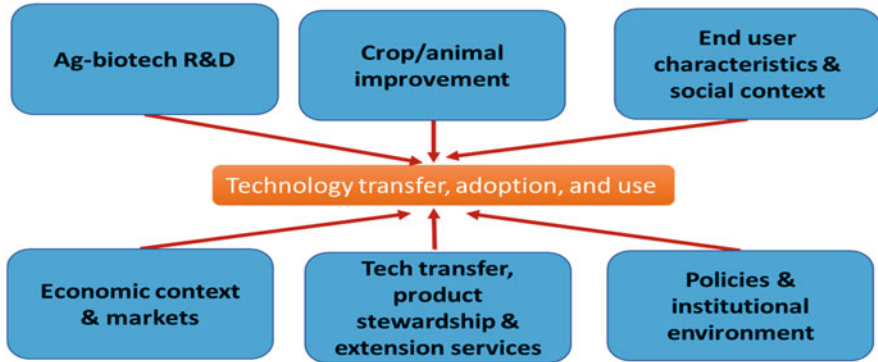 Ag-biotech R&D
Crop/animal
improvement
End user
characteristics &
social context
Technology transfer, adoption, and use
Economic context
& markets
Tech transfer,
product
stewardship &
extension services
Policies &
institutional
environment